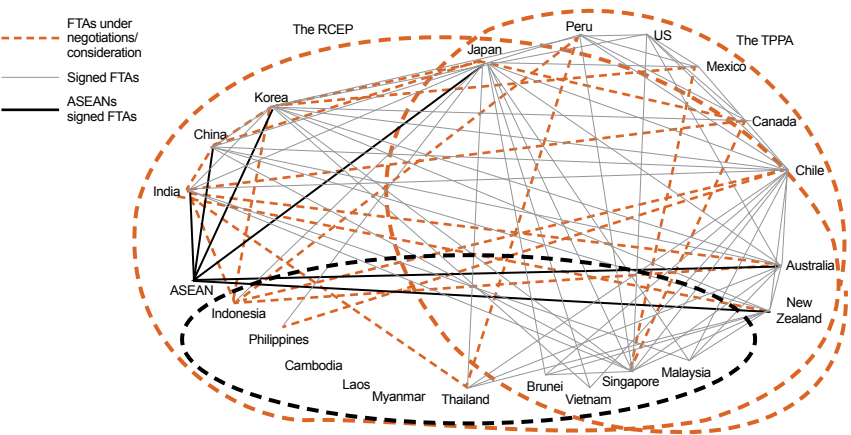 FTAs under
negotiations/
consideration
Signed FTAs
ASEANs
signed FTAs
The RCEP
The TPPA
Peru
US
Japan
Mexico
Korea
Canada
China
Chile
India
Australia
ASEAN
New
Zealand
Indonesia
Philippines
Cambodia
Laos
Myanmar
Thailand
Brunei
Vietnam
Singapore
Malaysia